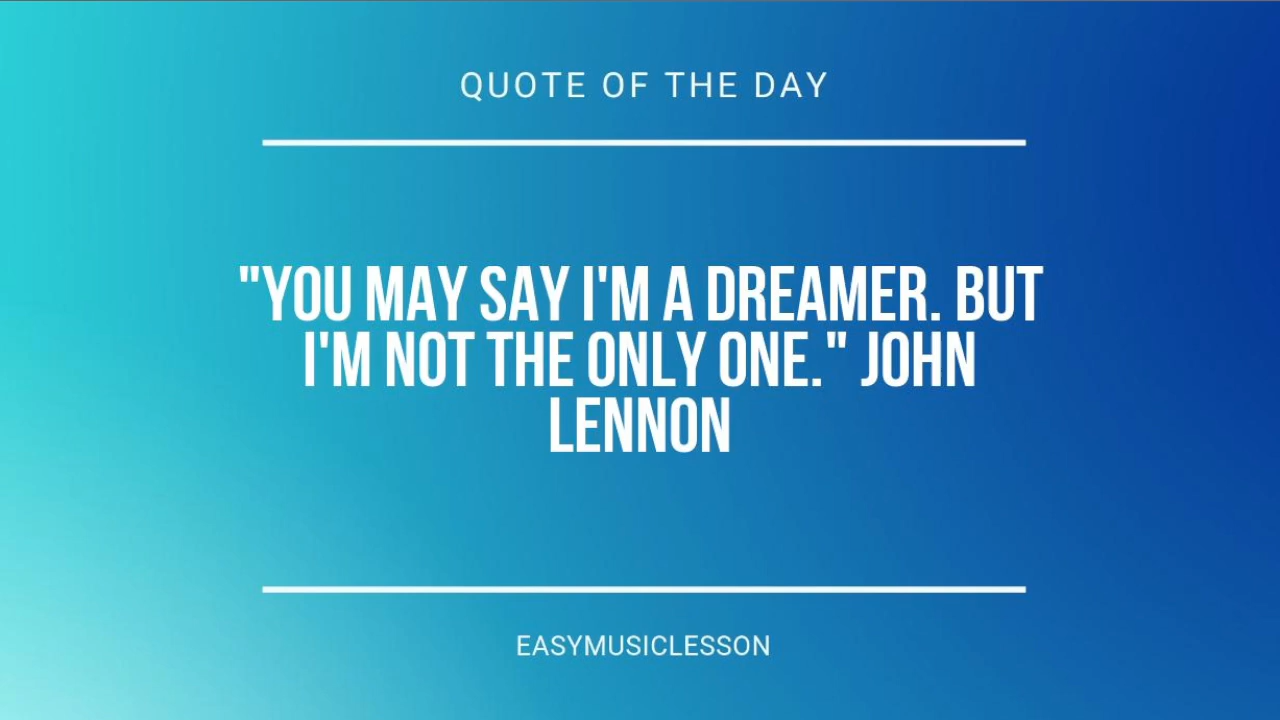 QUOTE OF THE DAY
"YOU MAY SAY I'M A DREAMER. BUT
I'M NOT THE ONLY ONE." JOHN
LENNON
EASYMUSICLESSON